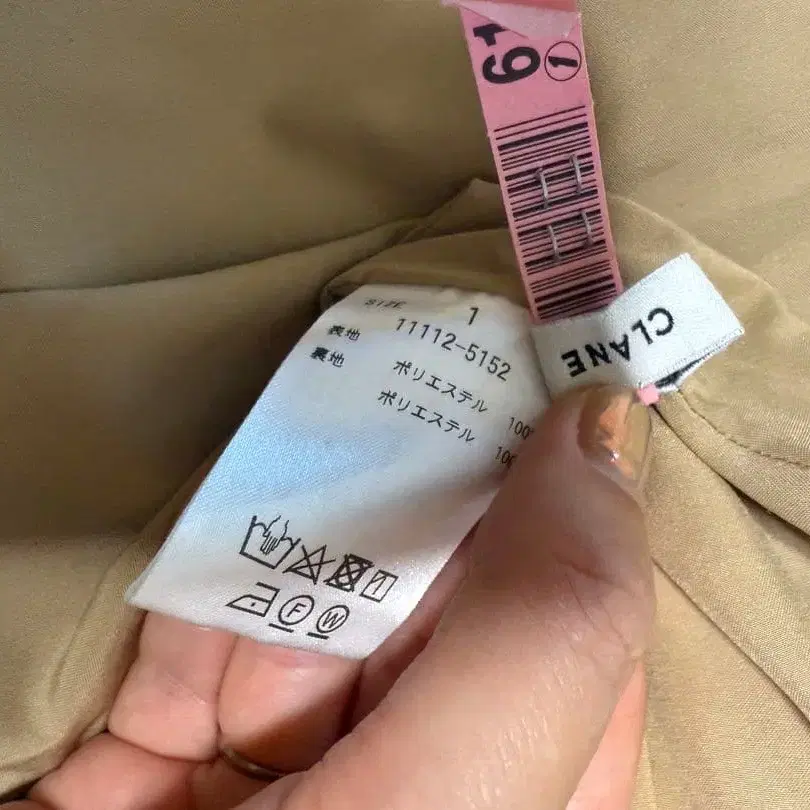 61
①
CLANE
SIZE 1
11112-5152
表地 ポリエステル 100
裏地 ポリエステル
F W